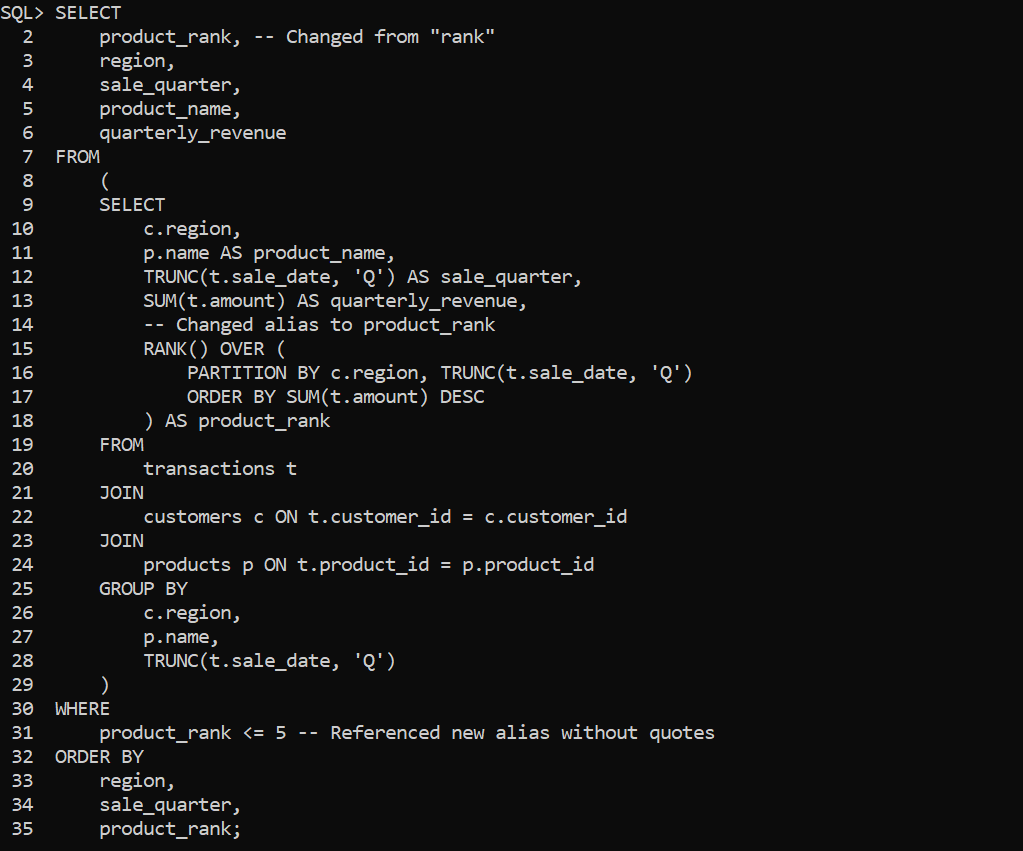 SQL> SELECT
  2      product_rank, -- Changed from "rank"
  3      region,
  4      sale_quarter,
  5      product_name,
  6      quarterly_revenue
  7  FROM
  8      (
  9      SELECT
 10          c.region,
 11          p.name AS product_name,
 12          TRUNC(t.sale_date, 'Q') AS sale_quarter,
 13          SUM(t.amount) AS quarterly_revenue,
 14          -- Changed alias to product_rank
 15          RANK() OVER (
 16              PARTITION BY c.region, TRUNC(t.sale_date, 'Q')
 17              ORDER BY SUM(t.amount) DESC
 18          ) AS product_rank
 19      FROM
 20          transactions t
 21      JOIN
 22          customers c ON t.customer_id = c.customer_id
 23      JOIN
 24          products p ON t.product_id = p.product_id
 25      GROUP BY
 26          c.region,
 27          p.name,
 28          TRUNC(t.sale_date, 'Q')
 29      )
 30  WHERE
 31      product_rank <= 5 -- Referenced new alias without quotes
 32  ORDER BY
 33      region,
 34      sale_quarter,
 35      product_rank;